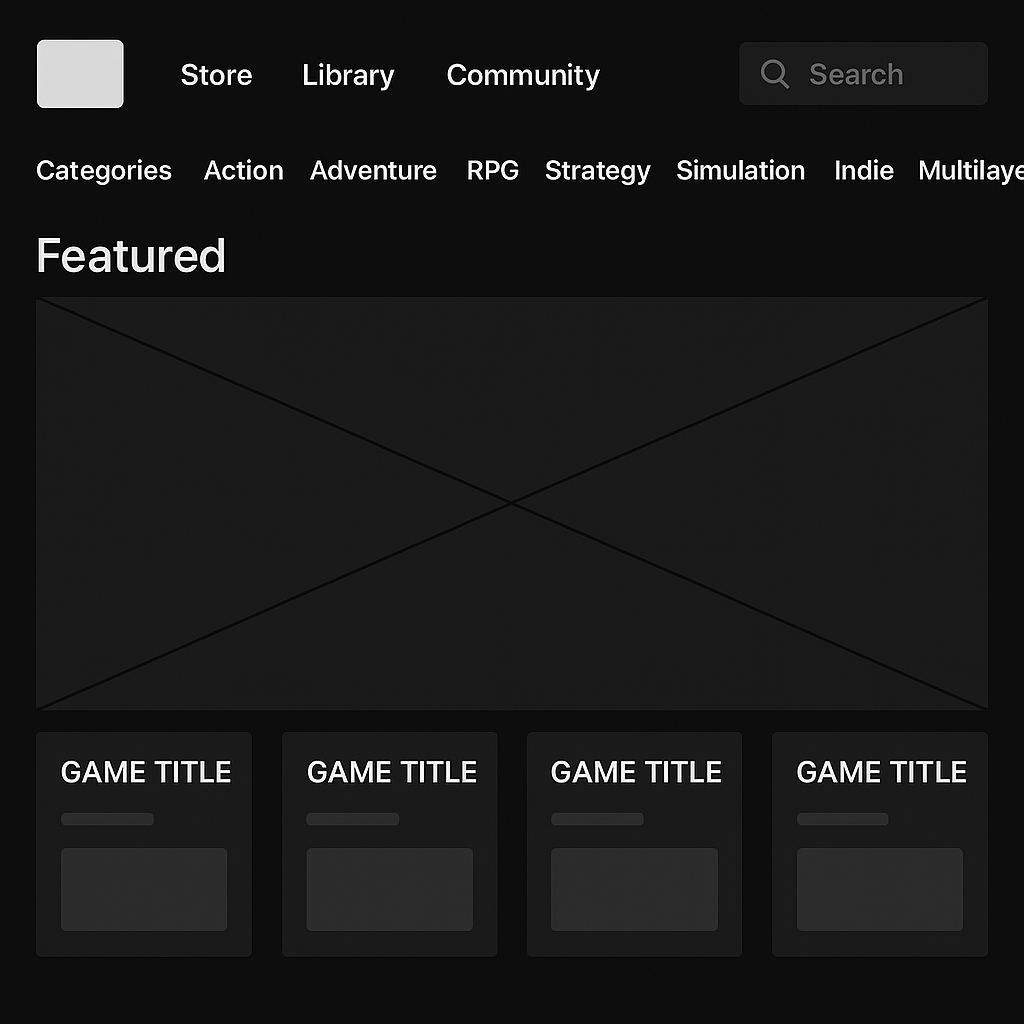 Store Library Community Search
Categories Action Adventure RPG Strategy Simulation Indie Multilaye
Featured
GAME TITLE GAME TITLE GAME TITLE GAME TITLE